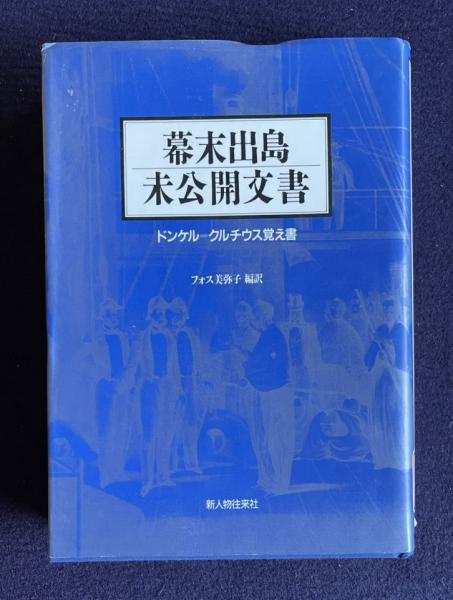 幕末出島
未公開文書
ドンケル＝クルチウス覚え書
フォス美弥子 編訳
新人物往来社